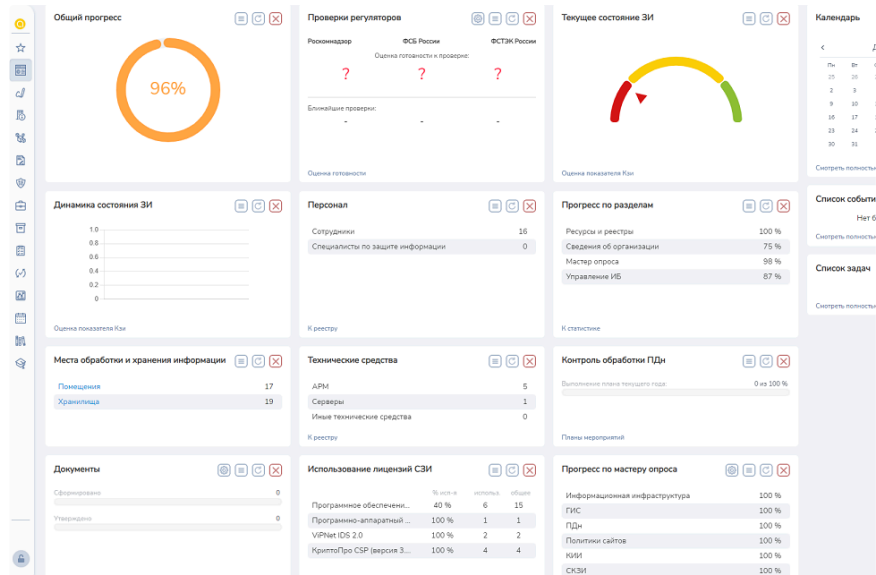 Общий прогресс
96%
Проверки регуляторов
Роскомнадзор ФСБ России ФСТЭК России
Оценка готовности к проверке:
? ? ?
Ближайшие проверки:
- - -
Оценка готовности
Текущее состояние ЗИ
Оценка показателя Кзи
Календарь
Пн Вт
25 26
2 3
9 10
16 17
23 24
30 31
Смотреть полностью
Динамика состояния ЗИ
1.0
0.8
0.6
0.4
0.2
0
Оценка показателя Кзи
Персонал
Сотрудники 16
Специалисты по защите информации 0
К реестру
Прогресс по разделам
Ресурсы и реестры 100 %
Сведения об организации 75 %
Мастер опроса 98 %
Управление ИБ 87 %
К статистике
Список событи
Нет б
Смотреть полностью
Список задач
Смотреть полностью
Места обработки и хранения информации
Помещения 17
Хранилища 19
Технические средства
АРМ 5
Серверы 1
Иные технические средства 0
К реестру
Контроль обработки ПДн
Выполнение плана текущего года 0 из 100 %
Планы мероприятий
Документы
Сформировано 0
Утверждено 0
Использование лицензий СЗИ
% исп-я использ. общее
Программное обеспечени... 40 % 6 15
Программно-аппаратный ... 100 % 1 1
ViPNet IDS 2.0 100 % 2 2
КриптоПро CSP (версия 3... 100 % 4 4
Прогресс по мастеру опроса
Информационная инфраструктура 100 %
ГИС 100 %
ПДн 100 %
Политики сайтов 100 %
КИИ 100 %
СКЗИ 100 %